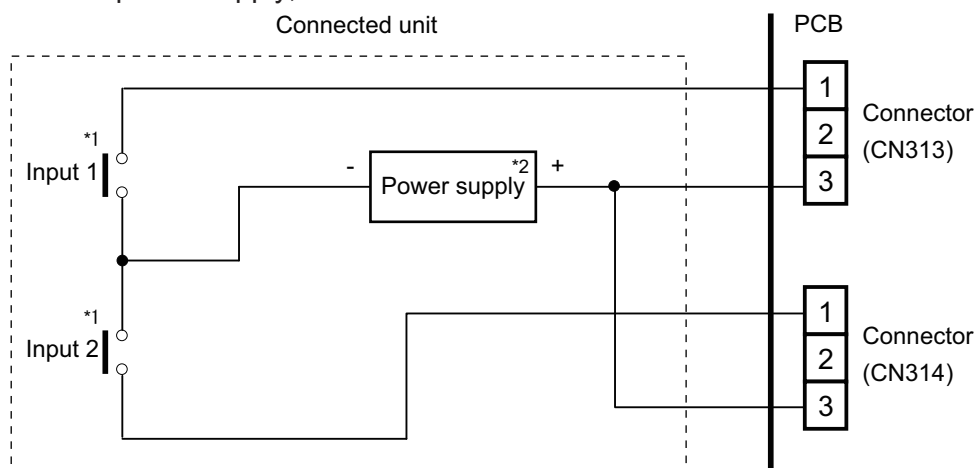 Connected unit
PCB
1
2
3
Connector
(CN313)
*1
Input 1
-
Power supply
*2
+
*1
Input 2
1
2
3
Connector
(CN314)